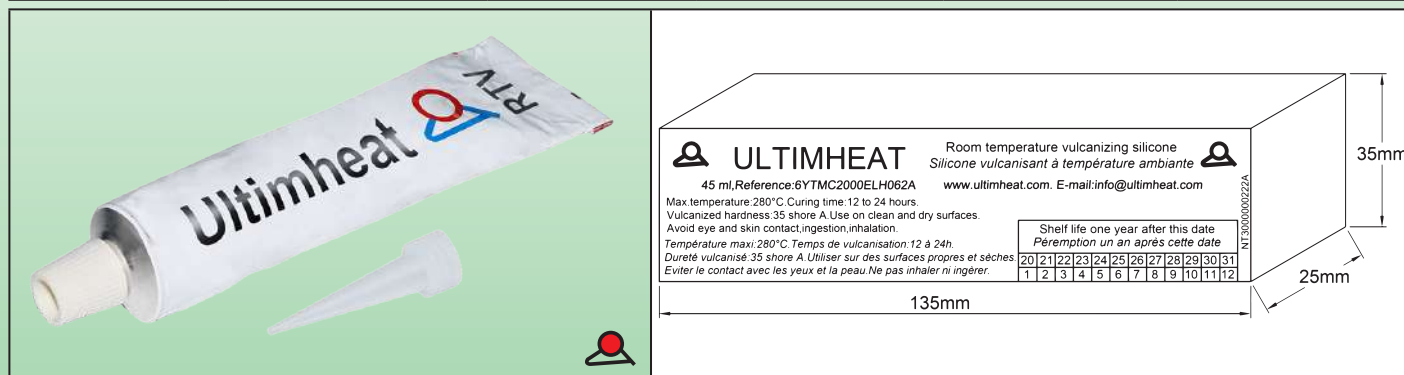 Ultimheat
RTV
ULTIMHEAT
Room temperature vulcanizing silicone
Silicone vulcanisant à température ambiante
45 ml,Reference:6YTMC2000ELH062A
www.ultimheat.com. E-mail:info@ultimheat.com
Max.temperature:280°C.Curing time:12 to 24 hours.
Vulcanized hardness:35 shore A.Use on clean and dry surfaces.
Avoid eye and skin contact,ingestion,inhalation.
Température maxi:280°C.Temps de vulcanisation:12 à 24h.
Dureté vulcanisé:35 shore A.Utiliser sur des surfaces propres et sèches.
Eviter le contact avec les yeux et la peau.Ne pas inhaler ni ingérer.
Shelf life one year after this date
Péremption un an après cette date
20 21 22 23 24 25 26 27 28 29 30 31
1 2 3 4 5 6 7 8 9 10 11 12
NT3000000222A
35mm
25mm
135mm